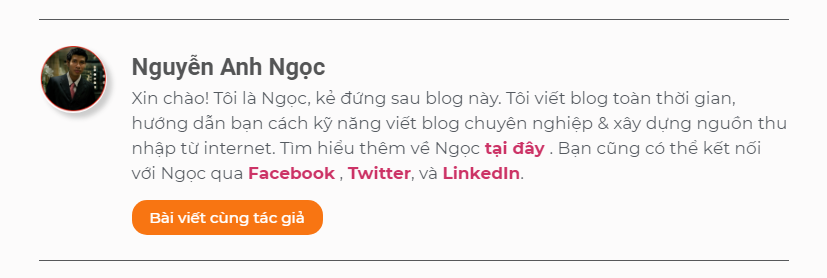 Nguyễn Anh Ngọc
Xin chào! Tôi là Ngọc, kẻ đứng sau blog này. Tôi viết blog toàn thời gian,
hướng dẫn bạn cách kỹ năng viết blog chuyên nghiệp & xây dựng nguồn thu
nhập từ internet. Tìm hiểu thêm về Ngọc tại đây . Bạn cũng có thể kết nối
với Ngọc qua Facebook , Twitter, và LinkedIn.
Bài viết cùng tác giả